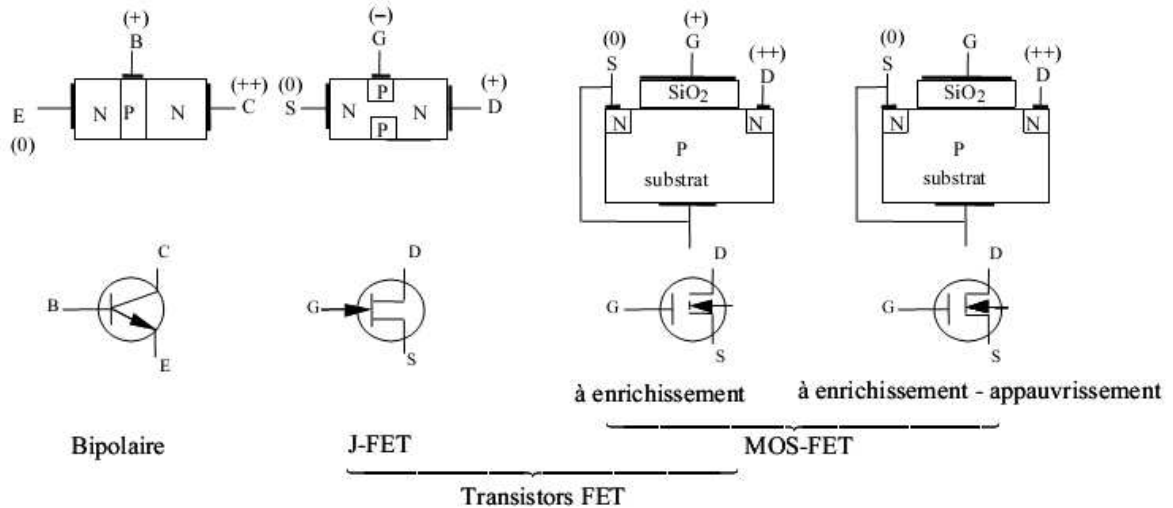 (+)
B
E
(0)
N
P
N
(++)
C
(–)
G
(0)
S
N
P
P
N
(+)
D
(+)
G
(0)
S
(++)
D
SiO2
N
N
P
substrat
G
(0)
S
(++)
D
SiO2
N
N
P
substrat
C
B
E
D
G
S
D
G
S
D
G
S
à enrichissement
à enrichissement - appauvrissement
Bipolaire
J-FET
MOS-FET
Transistors FET